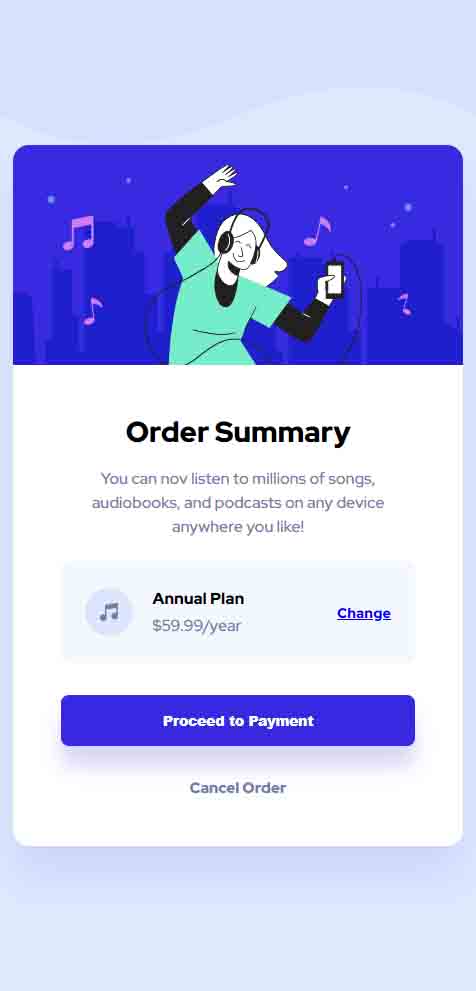 Order Summary
You can nov listen to millions of songs,
audiobooks, and podcasts on any device
anywhere you like!
Annual Plan
$59.99/year
Change
Proceed to Payment
Cancel Order